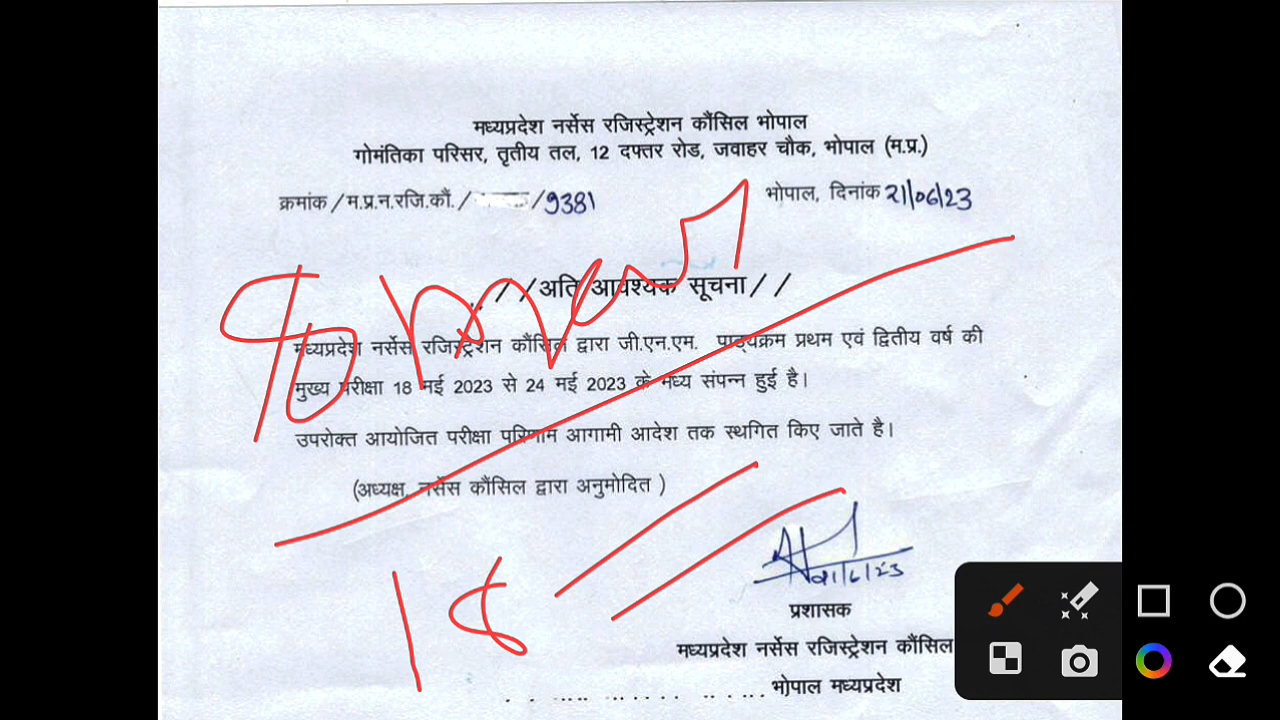 मध्यप्रदेश नर्सेस रजिस्ट्रेशन कौंसिल भोपाल
गोमंतिका परिसर, तृतीय तल, 12 दफ्तर रोड, जवाहर चौक, भोपाल (म.प्र.)
क्रमांक / म.प्र.न.रजि.कौं. / / 9381 भोपाल, दिनांक 21/06/23
/ / अति आवश्यक सूचना / /
मध्यप्रदेश नर्सेस रजिस्ट्रेशन कौंसिल द्वारा जी.एन.एम. पाठ्यक्रम प्रथम एवं द्वितीय वर्ष की
मुख्य परीक्षा 18 मई 2023 से 24 मई 2023 के मध्य संपन्न हुई है।
उपरोक्त आयोजित परीक्षा परिणाम आगामी आदेश तक स्थगित किए जाते है।
(अध्यक्ष, नर्सेस कौंसिल द्वारा अनुमोदित )
21/6/23
प्रशासक
मध्यप्रदेश नर्सेस रजिस्ट्रेशन कौंसिल
भोपाल मध्यप्रदेश